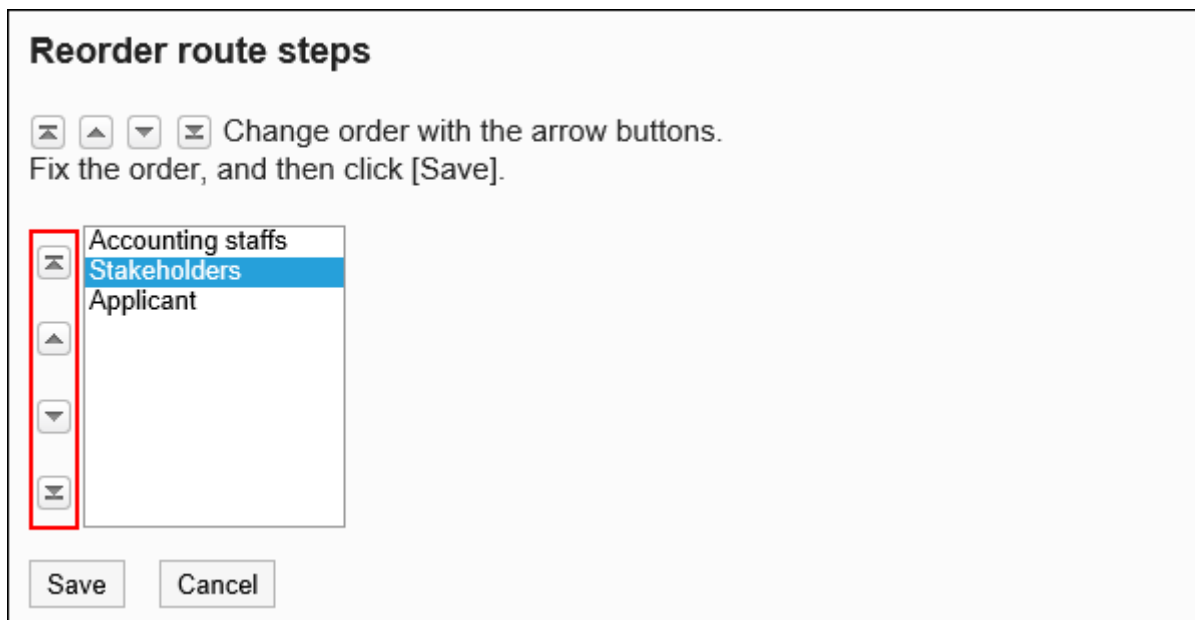 Reorder route steps
Change order with the arrow buttons.
Fix the order, and then click [Save].
Accounting staffs
Stakeholders
Applicant
Save Cancel